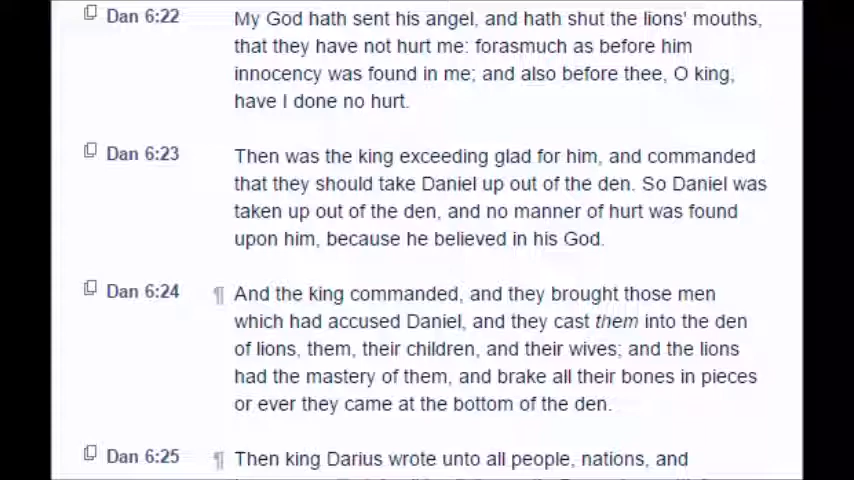 Dan 6:22 My God hath sent his angel, and hath shut the lions' mouths,
that they have not hurt me: forasmuch as before him
innocency was found in me; and also before thee, O king,
have I done no hurt.
Dan 6:23 Then was the king exceeding glad for him, and commanded
that they should take Daniel up out of the den. So Daniel was
taken up out of the den, and no manner of hurt was found
upon him, because he believed in his God.
Dan 6:24 ¶ And the king commanded, and they brought those men
which had accused Daniel, and they cast them into the den
of lions, them, their children, and their wives; and the lions
had the mastery of them, and brake all their bones in pieces
or ever they came at the bottom of the den.
Dan 6:25 ¶ Then king Darius wrote unto all people, nations, and